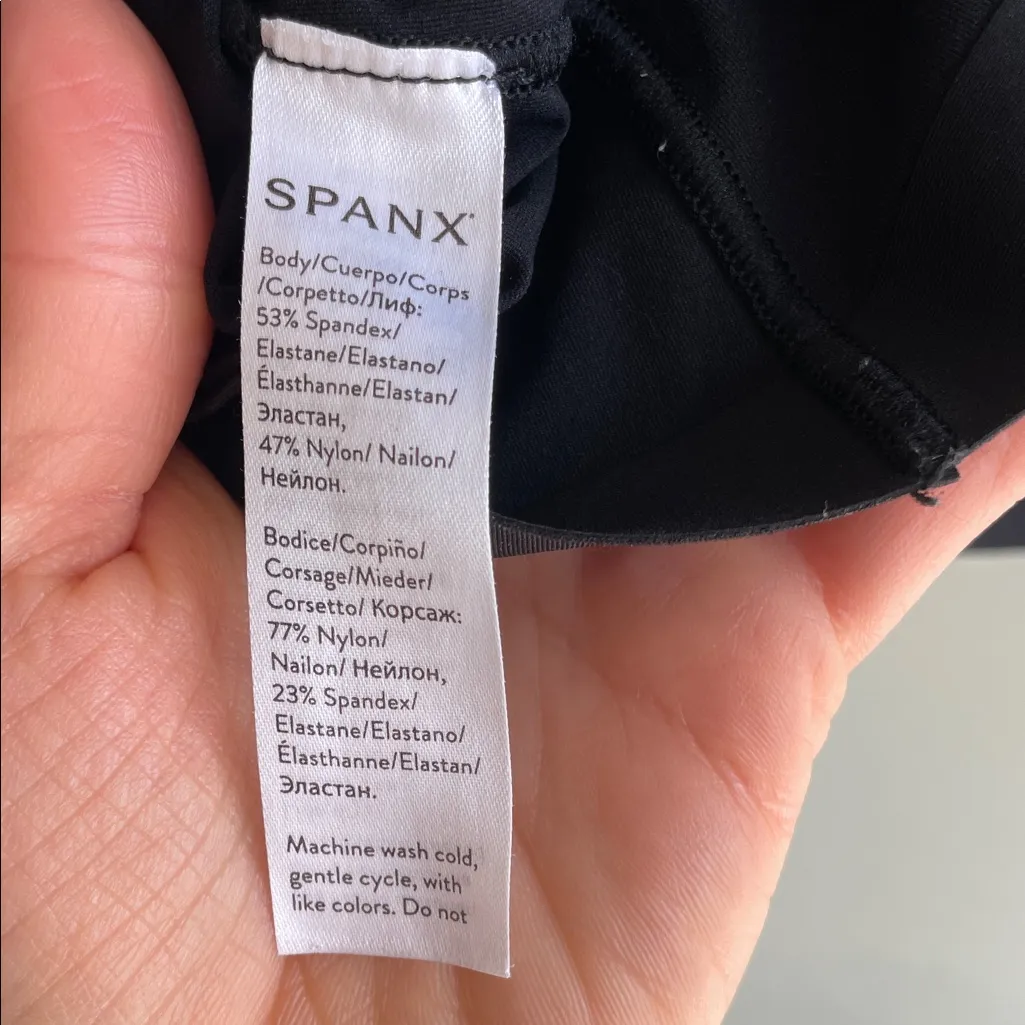 SPANX
Body/Cuerpo/Corps
/Corpetto/Лиф:
53% Spandex/
Elastane/Elastano/
Élasthanne/Elastan/
Эластан,
47% Nylon/ Nailon/
Нейлон.
Bodice/Corpiño/
Corsage/Mieder/
Corsetto/ Корсаж:
77% Nylon/
Nailon/ Нейлон,
23% Spandex/
Elastane/Elastano/
Élasthanne/Elastan/
Эластан.
Machine wash cold,
gentle cycle, with
like colors. Do not